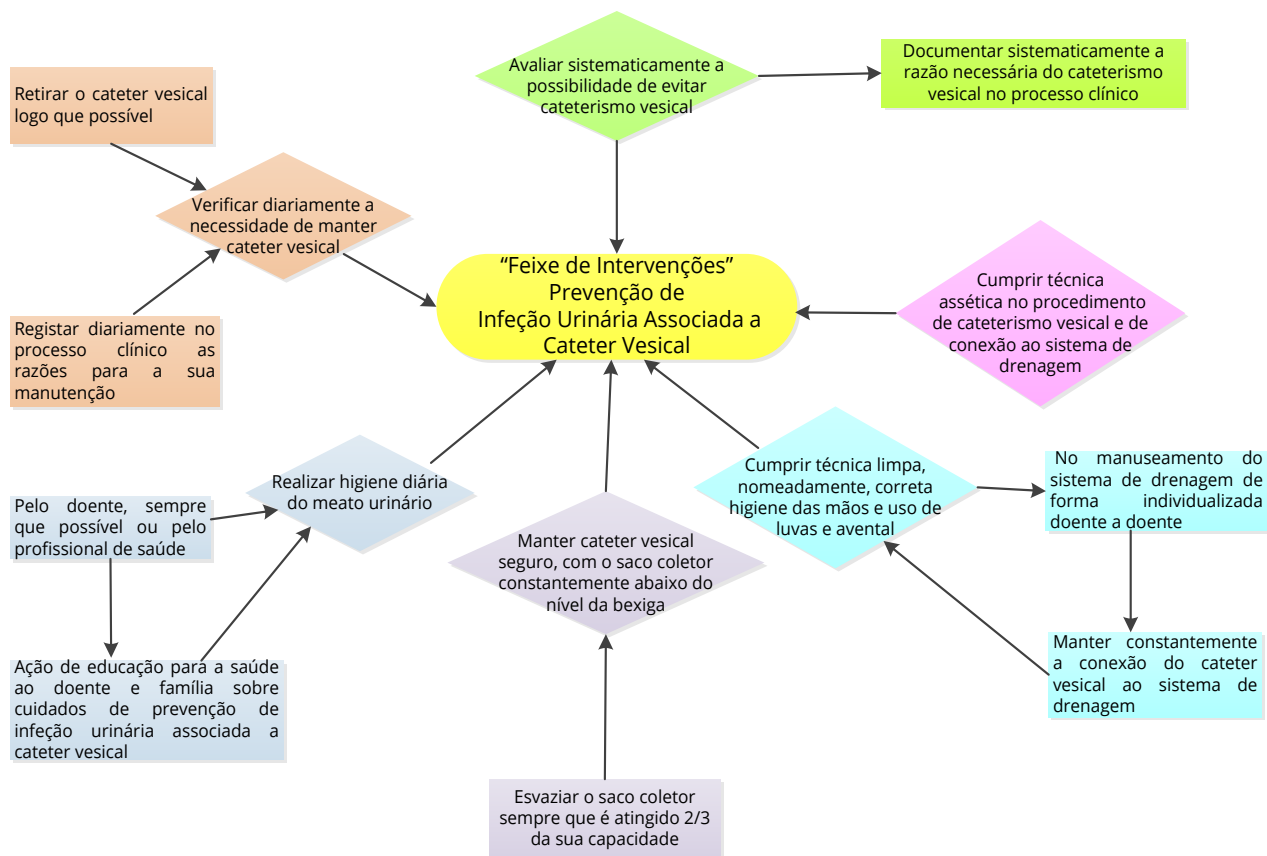 Avaliar sistematicamente a
possibilidade de evitar
cateterismo vesical
Documentar sistematicamente a
razão necessária do cateterismo
vesical no processo clínico
Retirar o cateter vesical
logo que possível
Verificar diariamente a
necessidade de manter
cateter vesical
Registar diariamente no
processo clínico as
razões para a sua
manutenção
“Feixe de Intervenções”
Prevenção de
Infeção Urinária Associada a
Cateter Vesical
Cumprir técnica
assética no procedimento
de cateterismo vesical e de
conexão ao sistema de
drenagem
Realizar higiene diária
do meato urinário
Pelo doente, sempre
que possível ou pelo
profissional de saúde
Ação de educação para a saúde
ao doente e família sobre
cuidados de prevenção de
infeção urinária associada a
cateter vesical
Manter cateter vesical
seguro, com o saco coletor
constantemente abaixo do
nível da bexiga
Esvaziar o saco coletor
sempre que é atingido 2/3
da sua capacidade
Cumprir técnica limpa,
nomeadamente, correta
higiene das mãos e uso de
luvas e avental
No manuseamento do
sistema de drenagem de
forma individualizada
doente a doente
Manter constantemente
a conexão do cateter
vesical ao sistema de
drenagem